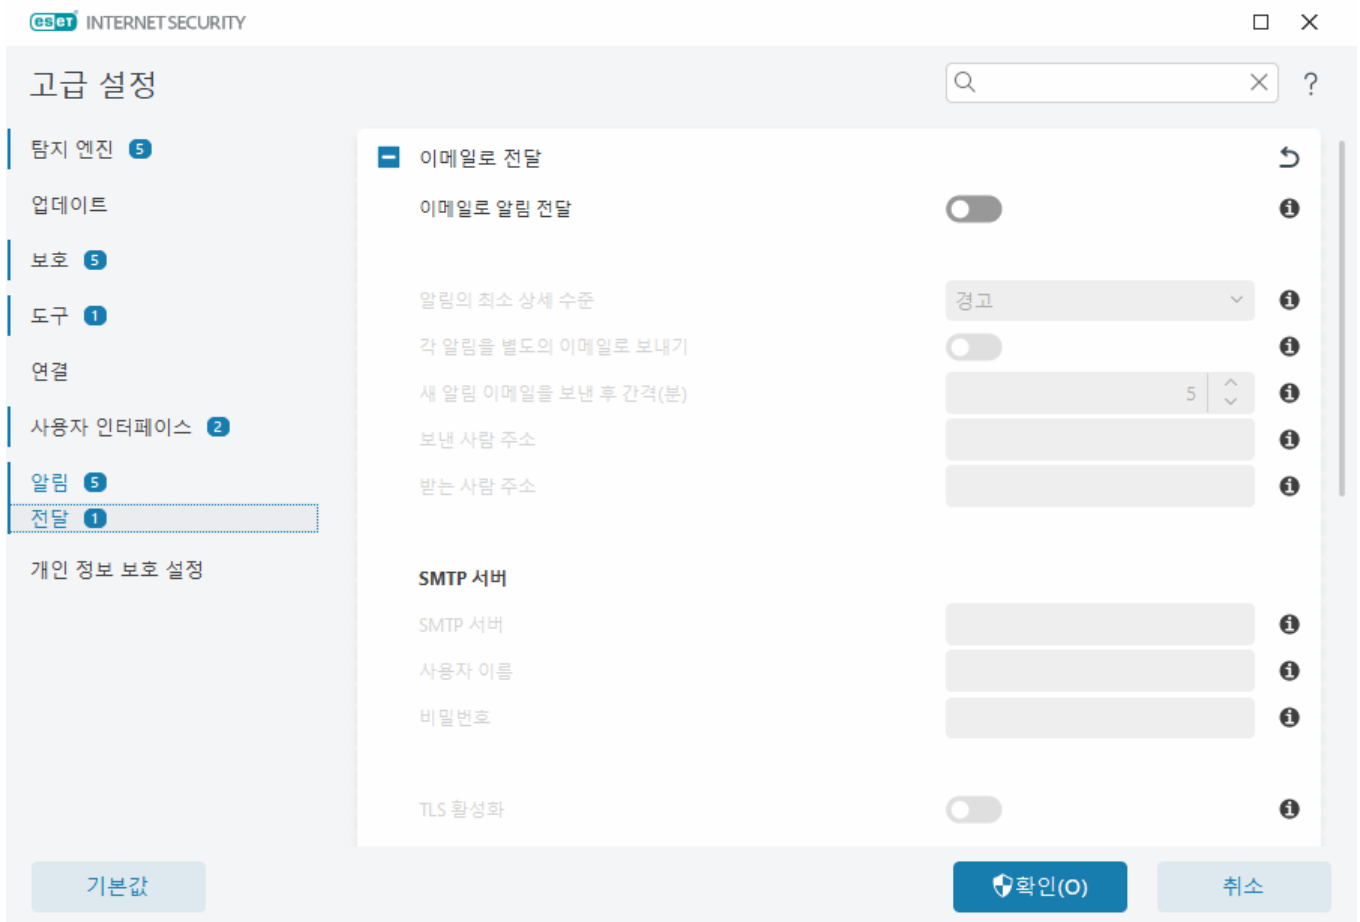 eset INTERNET SECURITY
고급 설정
?
탐지 엔진 5
업데이트
보호 5
도구 1
연결
사용자 인터페이스 2
알림 5
전달 1
개인 정보 보호 설정
이메일로 전달
이메일로 알림 전달
알림의 최소 상세 수준 경고
각 알림을 별도의 이메일로 보내기
새 알림 이메일을 보낸 후 간격(분) 5
보낸 사람 주소
받는 사람 주소
SMTP 서버
SMTP 서버
사용자 이름
비밀번호
TLS 활성화
기본값
확인(O)
취소